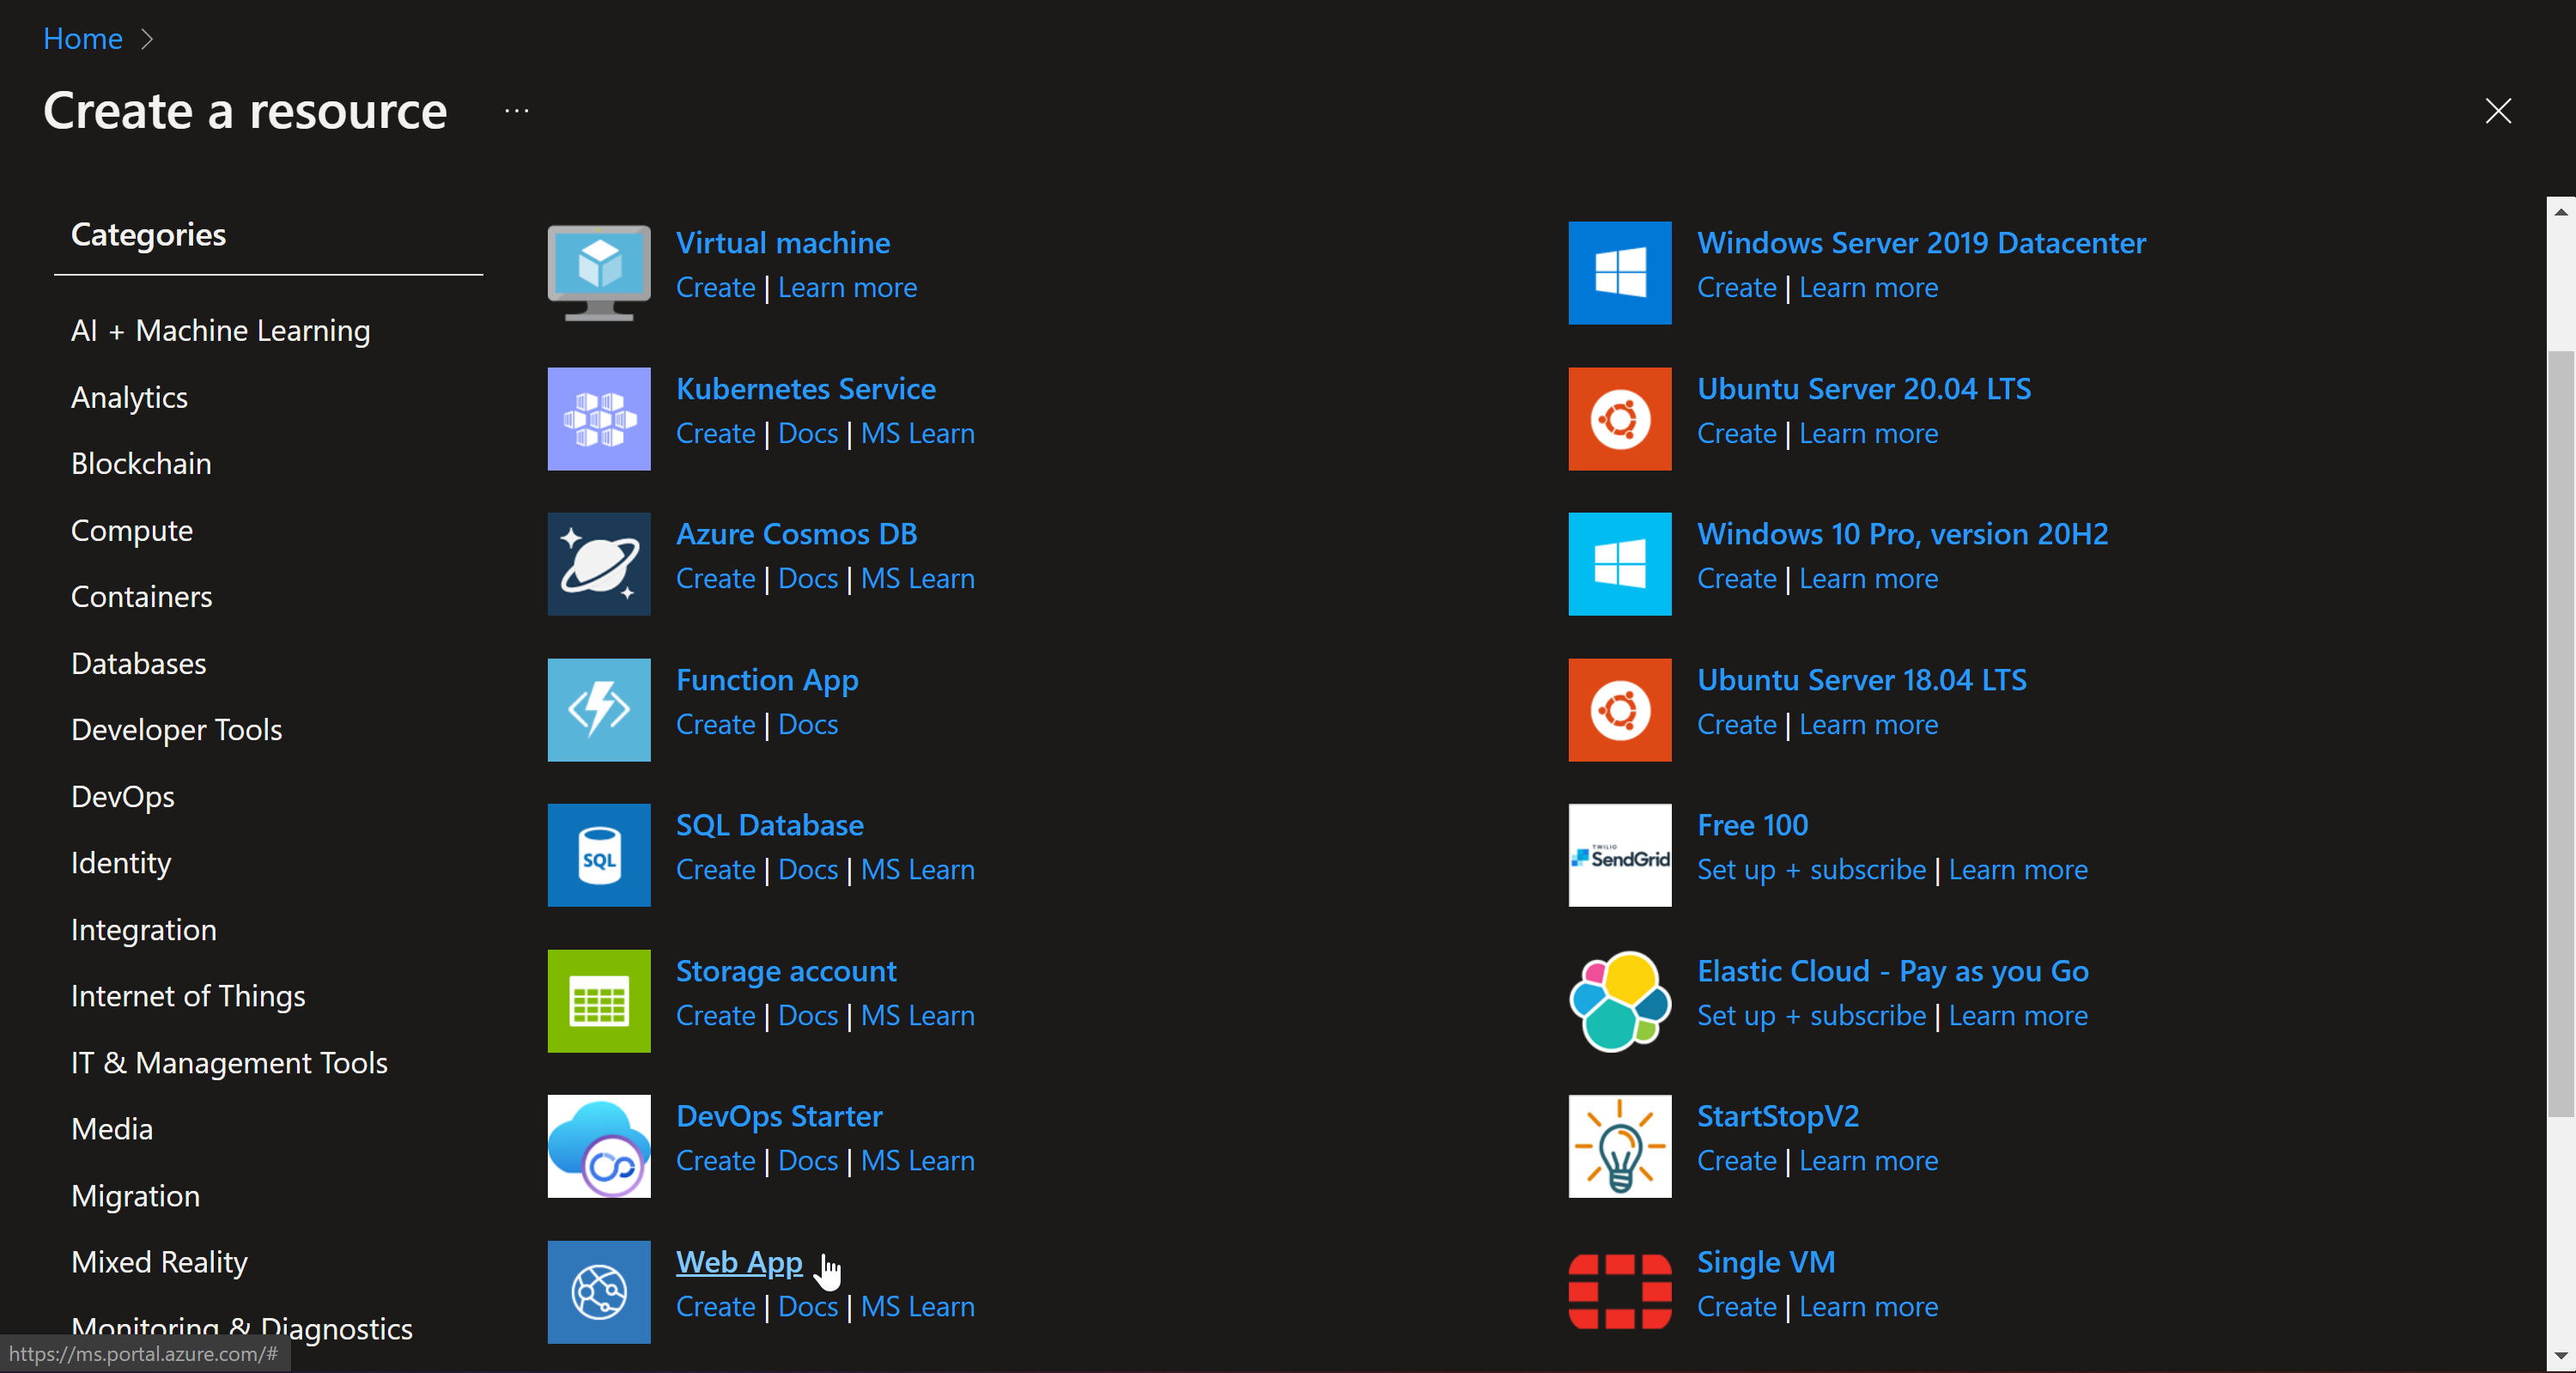 Home
Create a resource ...
Categories
AI + Machine Learning
Analytics
Blockchain
Compute
Containers
Databases
Developer Tools
DevOps
Identity
Integration
Internet of Things
IT & Management Tools
Media
Migration
Mixed Reality
Monitoring & Diagnostics
https://ms.portal.azure.com/#
Virtual machine
Create | Learn more
Kubernetes Service
Create | Docs | MS Learn
Azure Cosmos DB
Create | Docs | MS Learn
Function App
Create | Docs
SQL
SQL Database
Create | Docs | MS Learn
Storage account
Create | Docs | MS Learn
DevOps Starter
Create | Docs | MS Learn
Web App
Create | Docs | MS Learn
Windows Server 2019 Datacenter
Create | Learn more
Ubuntu Server 20.04 LTS
Create | Learn more
Windows 10 Pro, version 20H2
Create | Learn more
Ubuntu Server 18.04 LTS
Create | Learn more
TWILIO
SendGrid
Free 100
Set up + subscribe | Learn more
Elastic Cloud - Pay as you Go
Set up + subscribe | Learn more
StartStopV2
Create | Learn more
Single VM
Create | Learn more